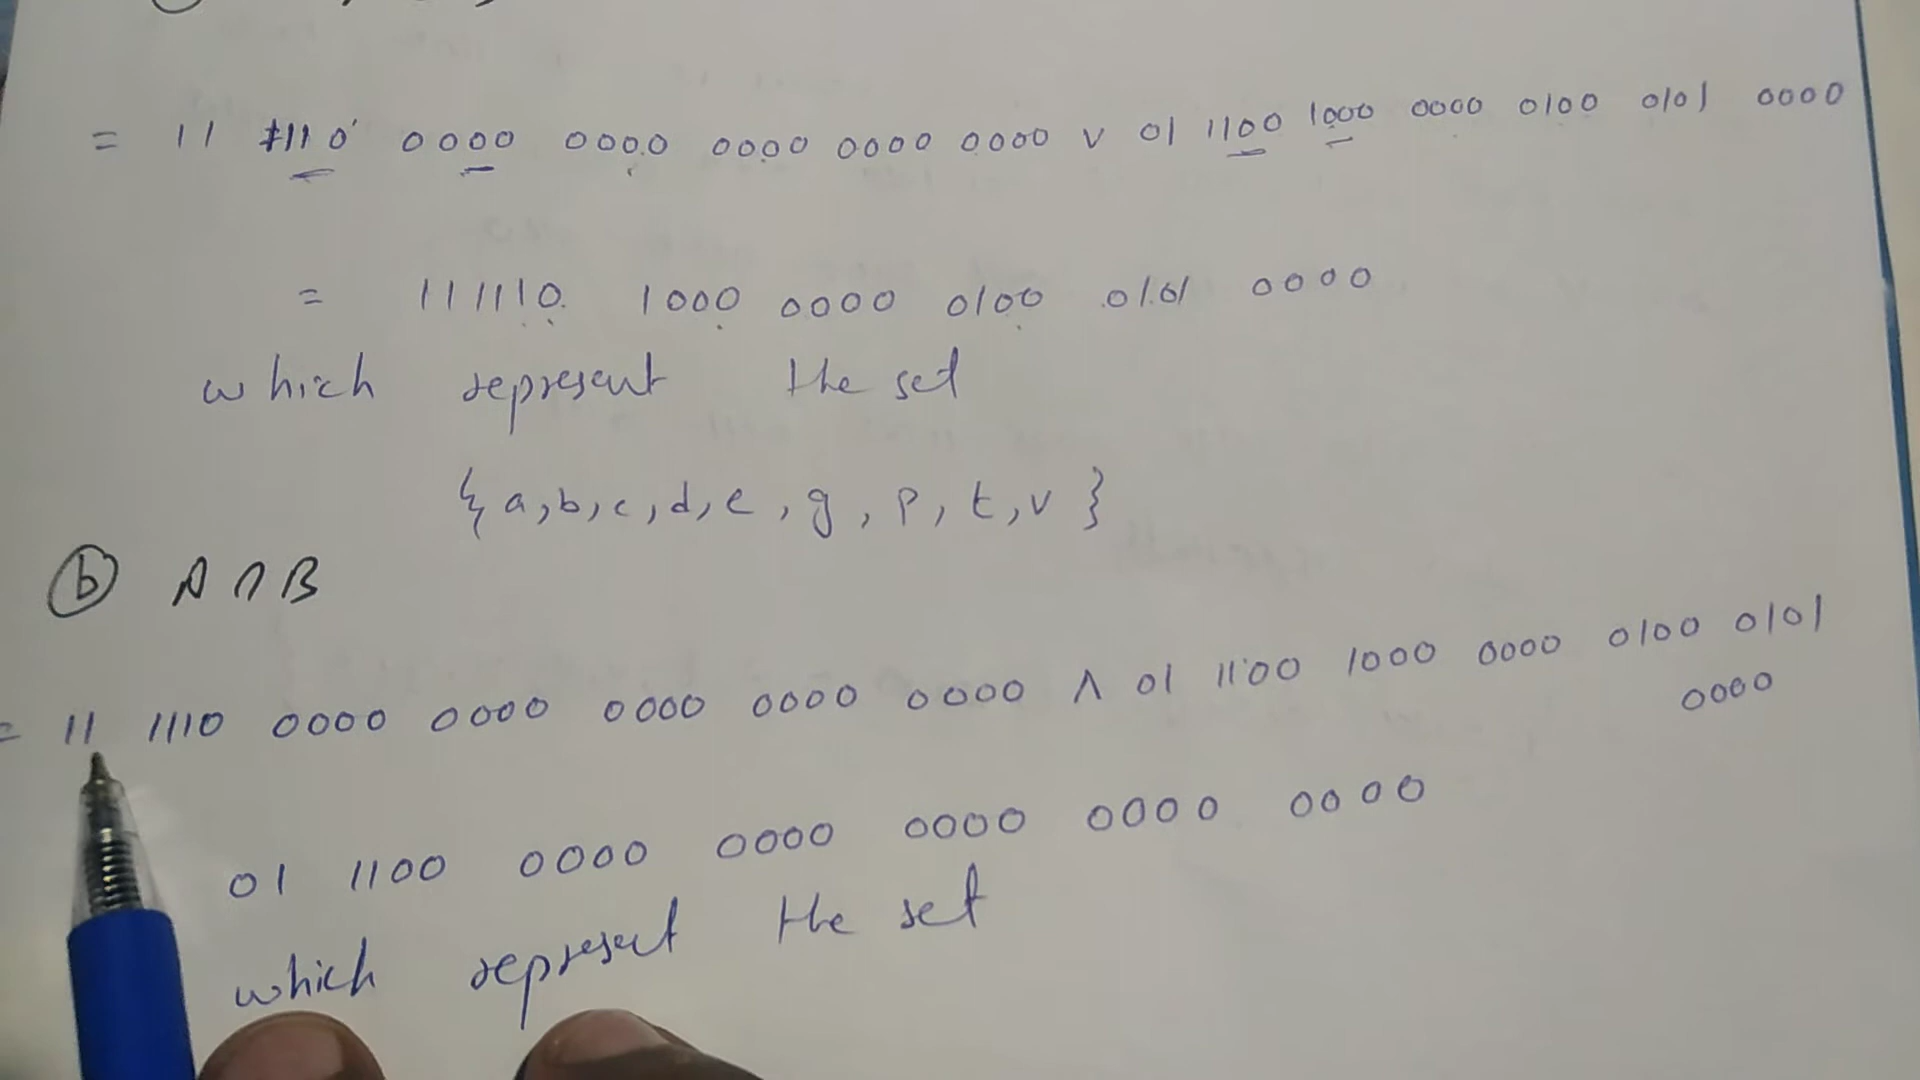 = 11 1110 0000 0000 0000 0000 0000 v 01 1100 1000 0000 0100 0101 0000
= 111110 1000 0000 0100 0101 0000
which represent the set
{a,b,c,d,e,g,p,t,v}
b A ∩ B
= 11 1110 0000 0000 0000 0000 0000 ∧ 01 1100 1000 0000 0100 0101
0000
01 1100 0000 0000 0000 0000 0000
which represent the set